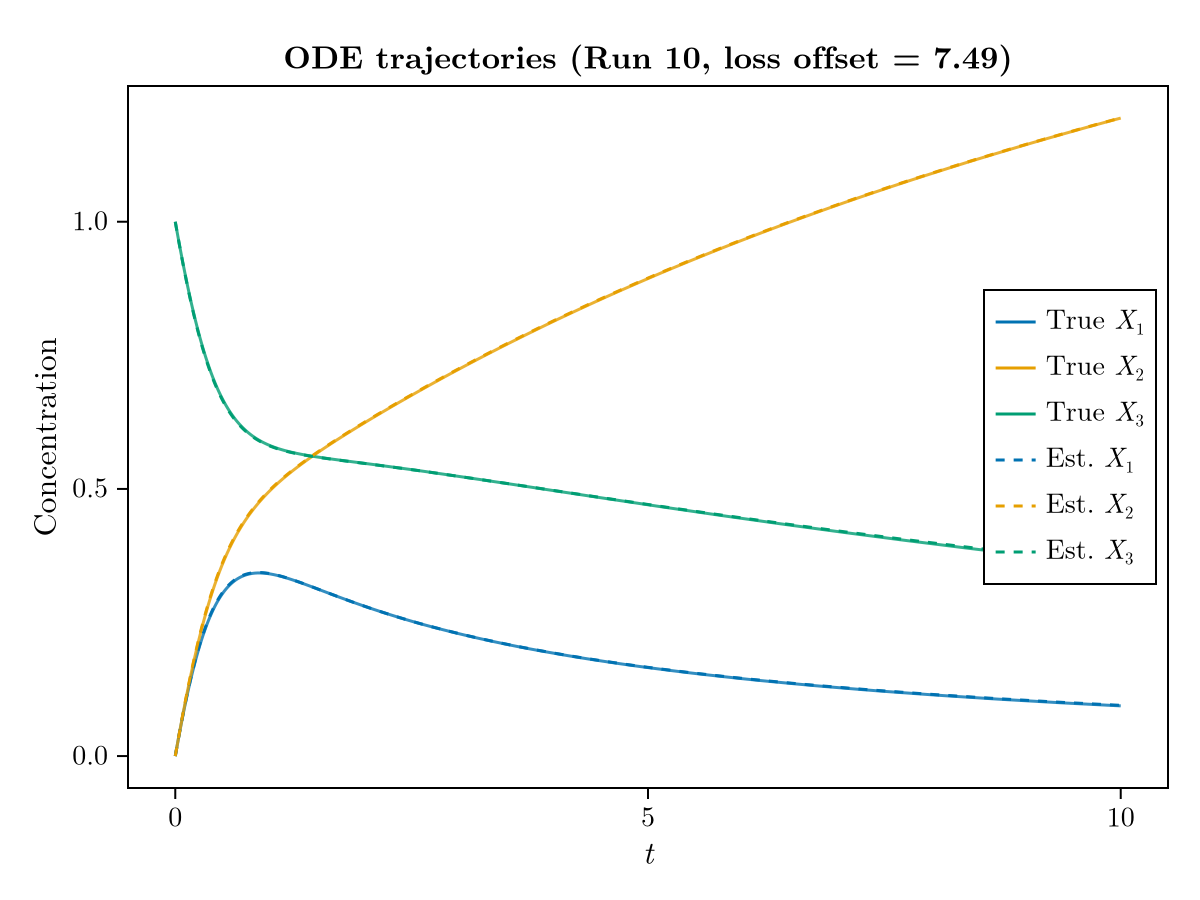 ODE trajectories (Run 10, loss offset = 7.49)
Concentration
1.0
0.5
0.0
True X₁
True X₂
True X₃
Est. X₁
Est. X₂
Est. X₃
0 5 10
t